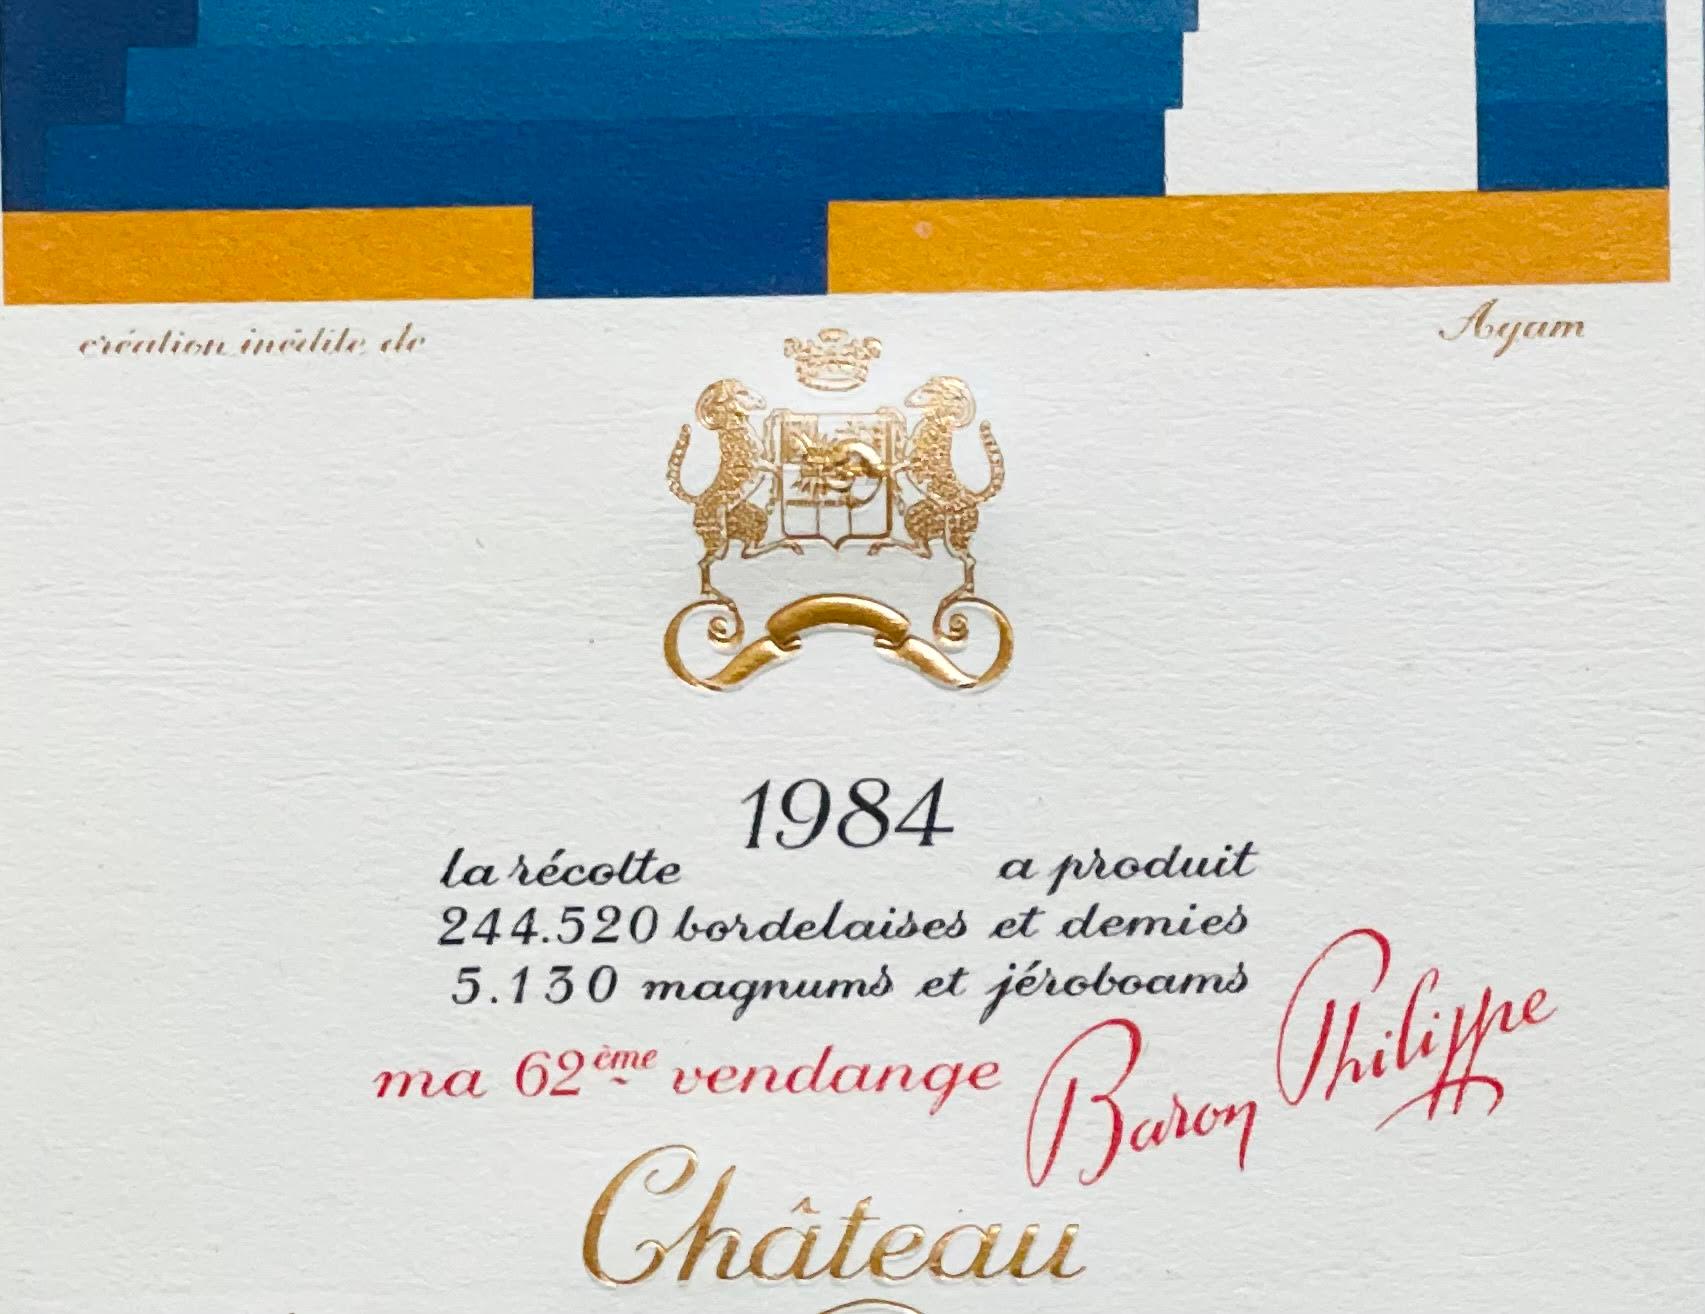 création inédite de Agam
1984
la récolte a produit
244.520 bordelaises et demies
5.130 magnums et jéroboams
ma 62ème vendange Baron Philippe
Château